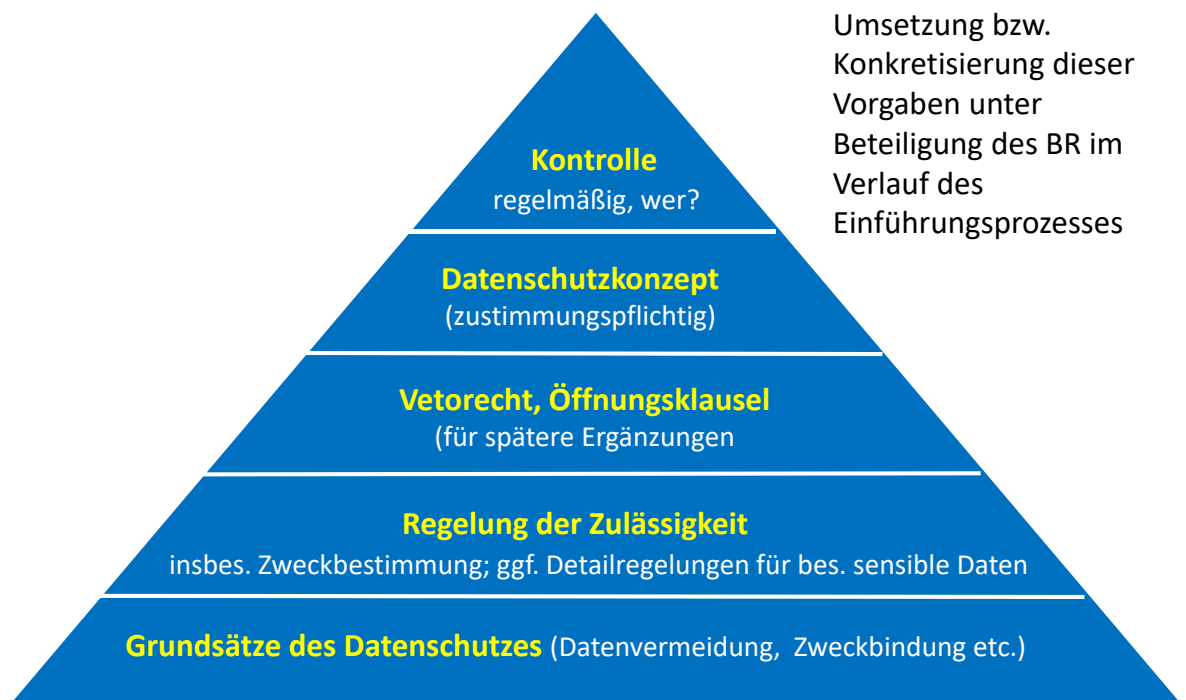 Umsetzung bzw.
Konkretisierung dieser
Vorgaben unter
Beteiligung des BR im
Verlauf des
Einführungsprozesses
Kontrolle
regelmäßig, wer?
Datenschutzkonzept
(zustimmungspflichtig)
Vetorecht, Öffnungsklausel
(für spätere Ergänzungen
Regelung der Zulässigkeit
insbes. Zweckbestimmung; ggf. Detailregelungen für bes. sensible Daten
Grundsätze des Datenschutzes (Datenvermeidung, Zweckbindung etc.)